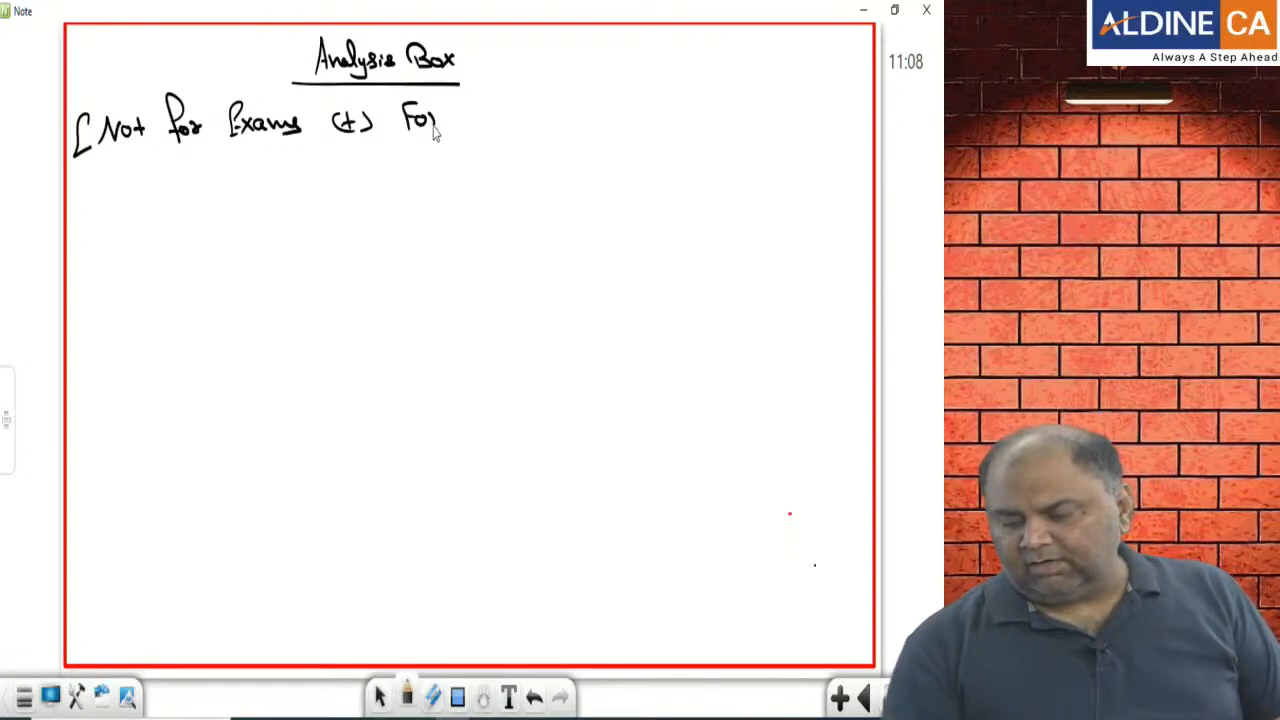 Note
ALDINE CA
Always A Step Ahead
11:08
Analysis Box
[Not for Exams (+) For